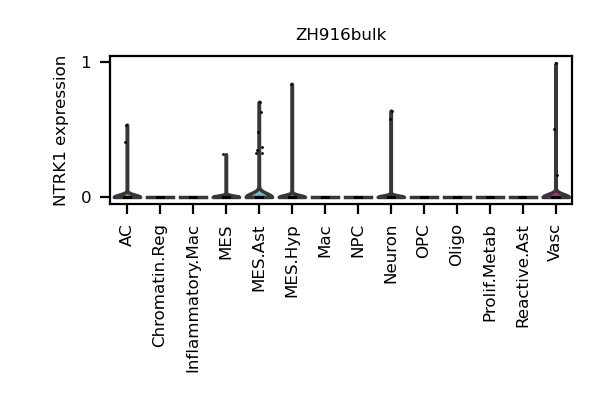 ZH916bulk
NTRK1 expression
1
0
AC
Chromatin.Reg
Inflammatory.Mac
MES
MES.Ast
MES.Hyp
Mac
NPC
Neuron
OPC
Oligo
Prolif.Metab
Reactive.Ast
Vasc